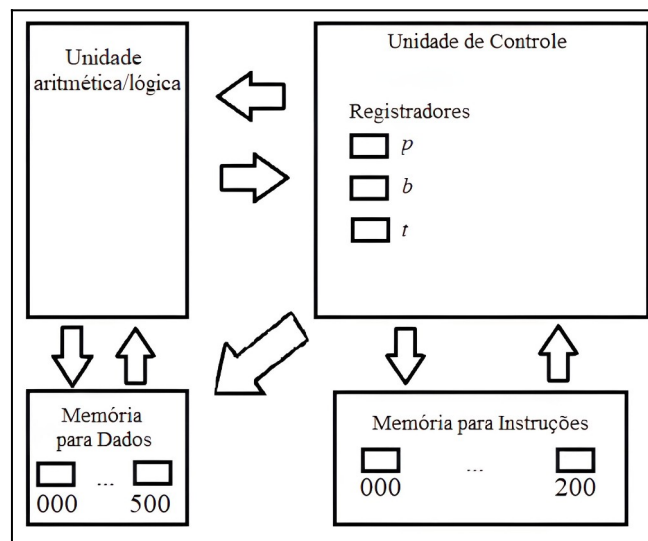 Unidade
aritmética/lógica
Unidade de Controle
Registradores
p
b
t
Memória
para Dados
... 
000 500
Memória para Instruções
...
000 200